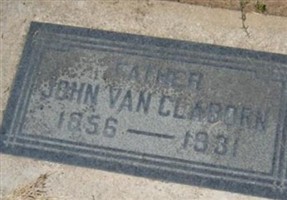 FATHER
JOHN VAN CLABORN
1856 — 1931